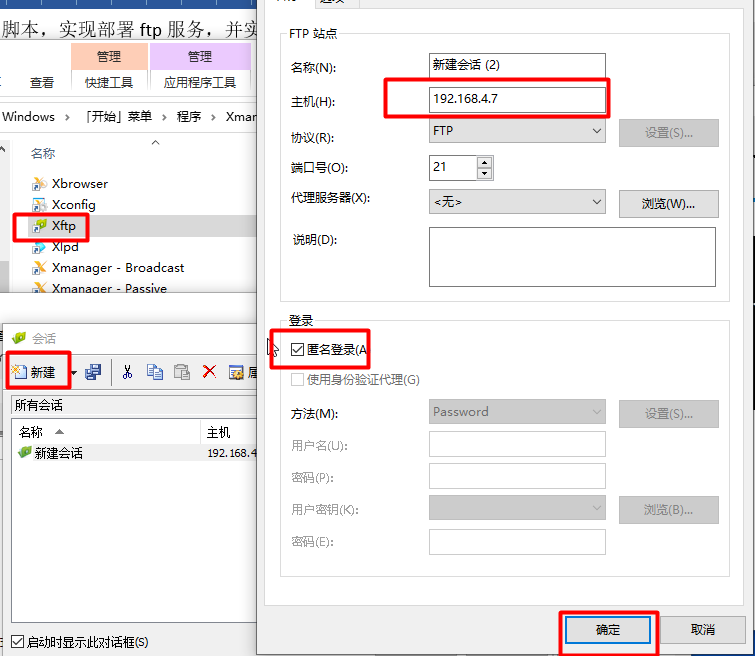 脚本，实现部署 ftp 服务，并实
管理
管理
查看
快捷工具
应用程序工具
Windows > 「开始」菜单 > 程序 > Xmar
名称
Xbrowser
Xconfig
Xftp
Xlpd
Xmanager - Broadcast
Xmanager - Passive
会话
新建
属
所有会话
名称
主机
新建会话
192.168.4
启动时显示此对话框(S)
选项
FTP 站点
名称(N):
新建会话 (2)
主机(H):
192.168.4.7
协议(R):
FTP
设置(S)...
端口号(O):
21
代理服务器(X):
<无>
浏览(W)...
说明(D):
登录
匿名登录(A
使用身份验证代理(G)
方法(M):
Password
设置(S)...
用户名(U):
密码(P):
用户密钥(K):
浏览(B)...
密码(E):
确定
取消